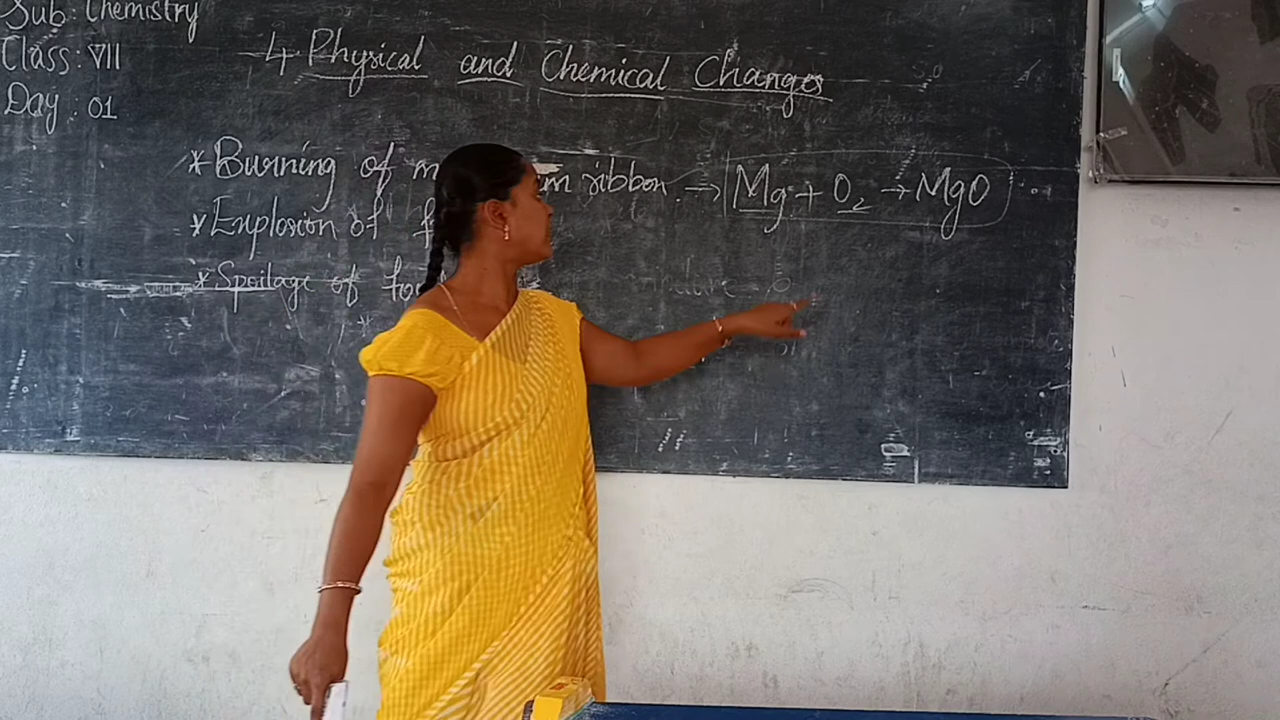 Sub: Chemistry
Class: VII
Day: 01
4. Physical and Chemical Changes
* Burning of m m ribbon. → Mg + O2 → MgO
* Explosion of f
* Spoilage of foo